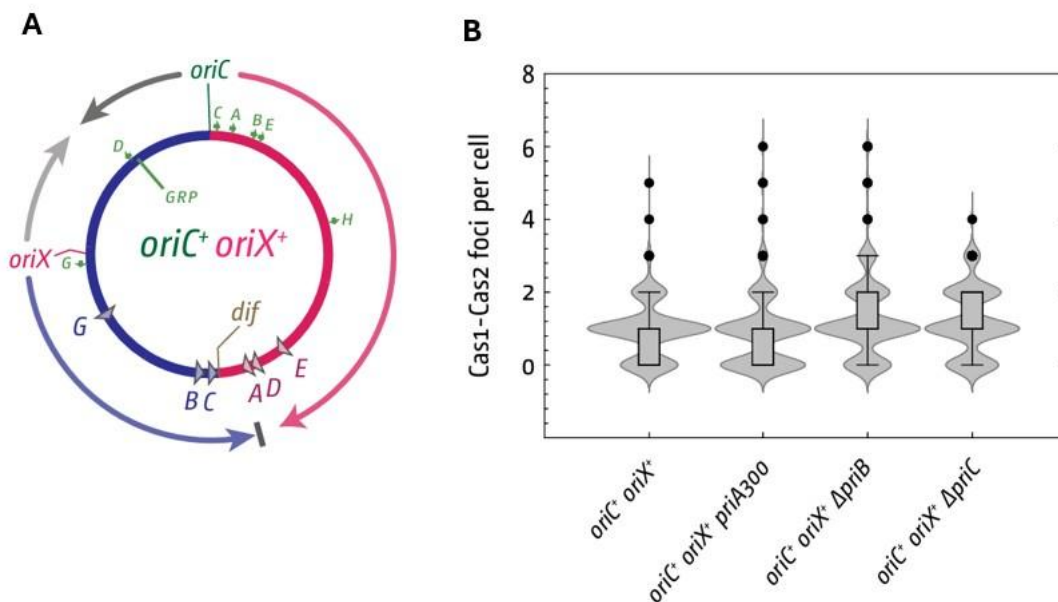 A
oriC
C A B E
D
GRP
H
oriC⁺ oriX⁺
oriX
G
G
dif
E
B C A D
B
8
6
4
2
0
Cas1-Cas2 foci per cell
oriC⁺ oriX⁺
oriC⁺ oriX⁺ priA300
oriC⁺ oriX⁺ ΔpriB
oriC⁺ oriX⁺ ΔpriC